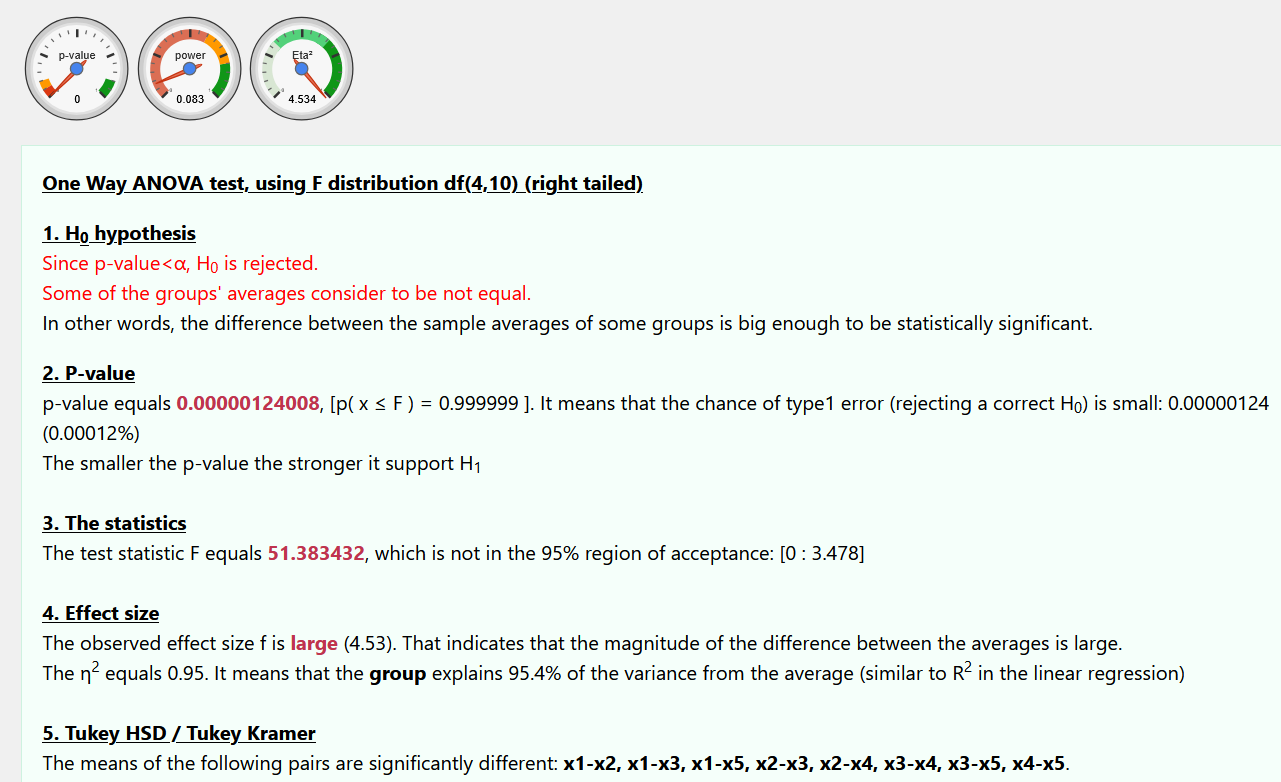 p-value
0
power
0.083
Eta²
4.534
One Way ANOVA test, using F distribution df(4,10) (right tailed)
1. H₀ hypothesis
Since p-value<α, H₀ is rejected.
Some of the groups' averages consider to be not equal.
In other words, the difference between the sample averages of some groups is big enough to be statistically significant.
2. P-value
p-value equals 0.00000124008, [p( x ≤ F ) = 0.999999 ]. It means that the chance of type1 error (rejecting a correct H₀) is small: 0.00000124
(0.00012%)
The smaller the p-value the stronger it support H₁
3. The statistics
The test statistic F equals 51.383432, which is not in the 95% region of acceptance: [0 : 3.478]
4. Effect size
The observed effect size f is large (4.53). That indicates that the magnitude of the difference between the averages is large.
The η² equals 0.95. It means that the group explains 95.4% of the variance from the average (similar to R² in the linear regression)
5. Tukey HSD / Tukey Kramer
The means of the following pairs are significantly different: x1-x2, x1-x3, x1-x5, x2-x3, x2-x4, x3-x4, x3-x5, x4-x5.